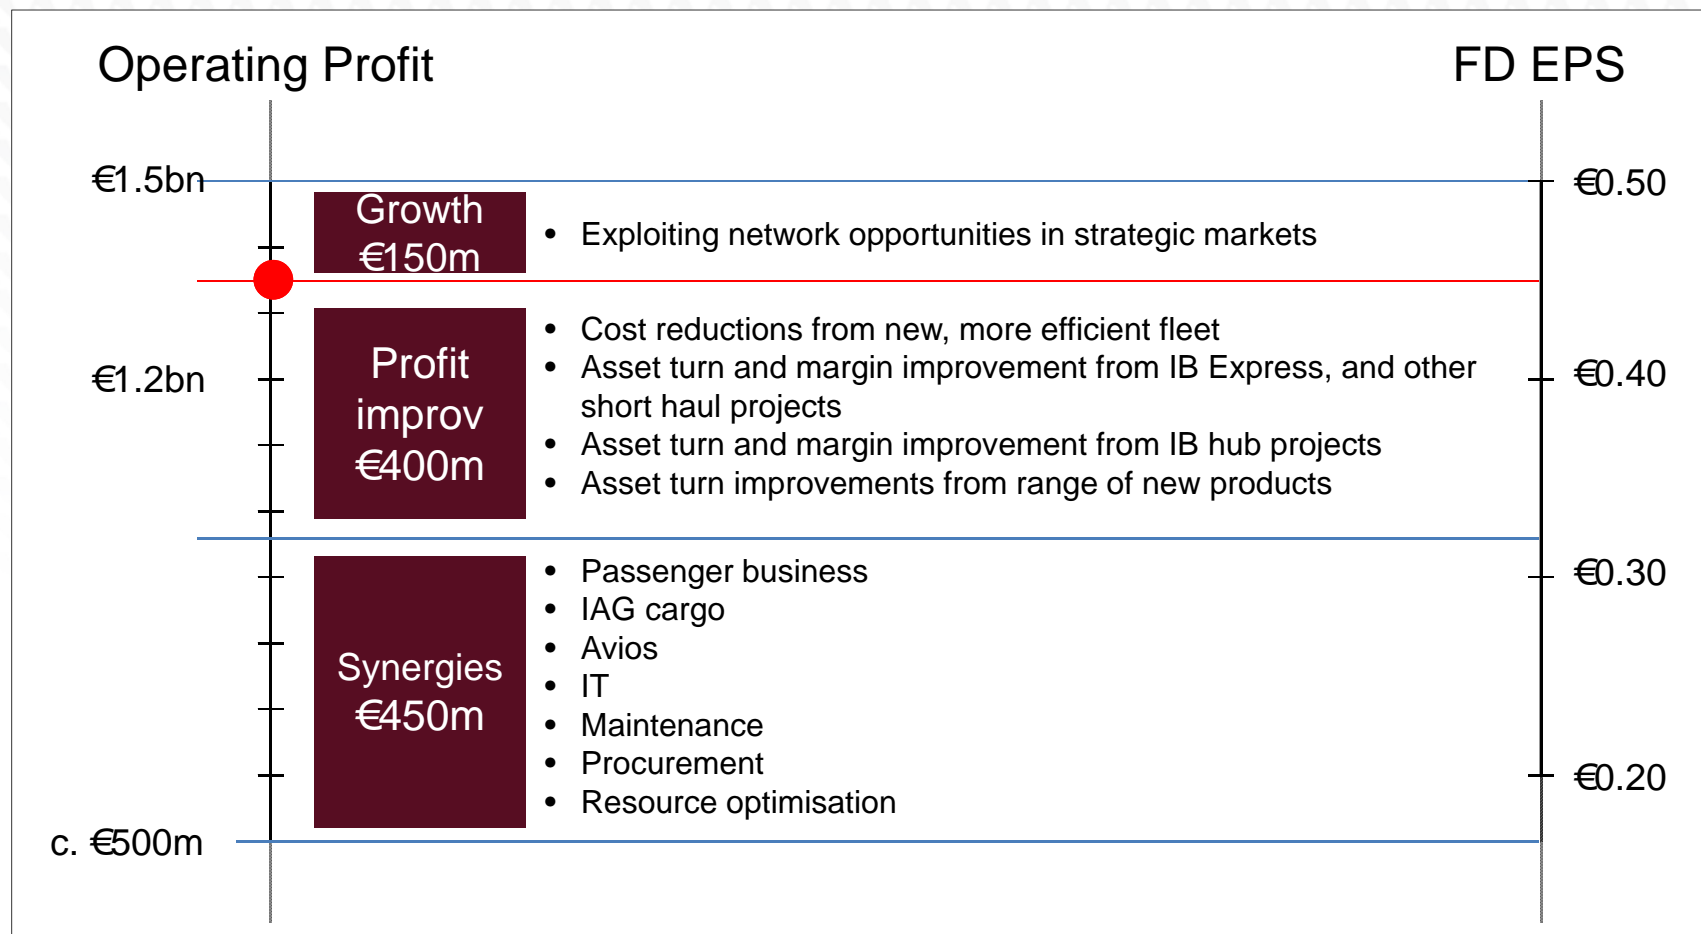 Operating Profit
FD EPS
€1.5bn
€0.50
Growth
€150m
• Exploiting network opportunities in strategic markets
€1.2bn
€0.40
Profit
improv
€400m
• Cost reductions from new, more efficient fleet
• Asset turn and margin improvement from IB Express, and other
short haul projects
• Asset turn and margin improvement from IB hub projects
• Asset turn improvements from range of new products
€0.30
Synergies
€450m
• Passenger business
• IAG cargo
• Avios
• IT
• Maintenance
• Procurement
• Resource optimisation
€0.20
c. €500m